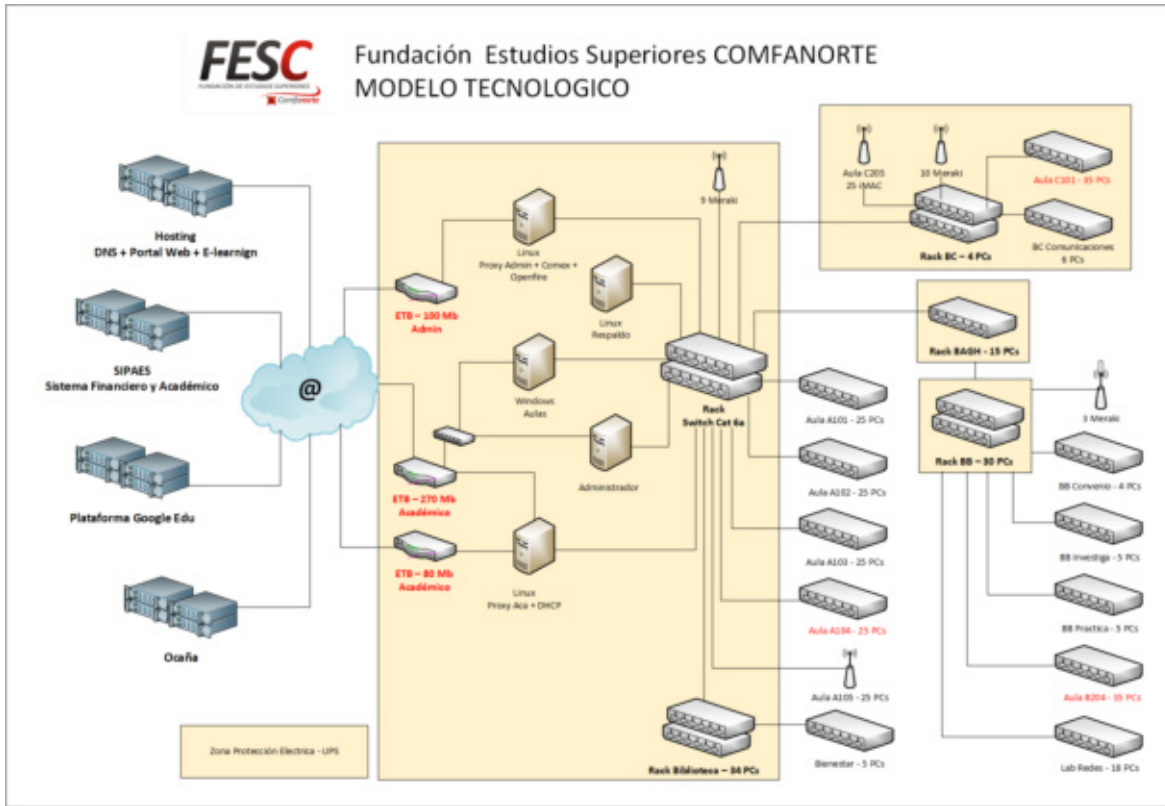 FESC
FUNDACIÓN DE ESTUDIOS SUPERIORES
Comfanorte
Fundación Estudios Superiores COMFANORTE
MODELO TECNOLOGICO
Hosting
DNS + Portal Web + E-learnign
SIPAES
Sistema Financiero y Académico
Plataforma Google Edu
Ocaña
@
ETB – 100 Mb
Admin
ETB – 270 Mb
Académico
ETB – 80 Mb
Académico
Linux
Proxy Admin + Comex +
Openfire
Linux
Respaldo
Windows
Aulas
Administrador
Linux
Proxy Aca + DHCP
9 Meraki
Rack
Switch Cat 6a
Rack Biblioteca – 34 PCs
Zona Protección Electrica - UPS
Aula A101 - 25 PCs
Aula A102 - 25 PCs
Aula A103 - 25 PCs
Aula A104 - 25 PCs
Aula A105 - 25 PCs
Bienestar - 5 PCs
Aula C205
25 iMAC
10 Meraki
Aula C101 - 35 PCs
Rack BC – 4 PCs
BC Comunicaciones
6 PCs
Rack BAGH - 15 PCs
Rack BB – 30 PCs
3 Meraki
BB Convenio - 4 PCs
BB Investiga - 5 PCs
BB Practica - 5 PCs
Aula B204 - 35 PCs
Lab Redes - 18 PCs